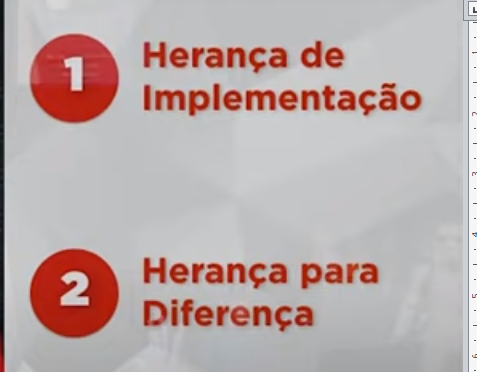 1
Herança de
Implementação
2
Herança para
Diferença